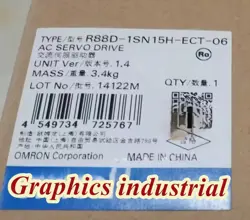 TYPE/型号: R88D-1SN15H-ECT-06
AC SERVO DRIVE
交流伺服驱动器
UNIT Ver/版本号: 1.4
MASS/重量: 3.4kg
QTY/数量: 1
LOT No/批号: 14122M
4 549734 725767
OMRON Corporation
MADE IN CHINA
Graphics industrial